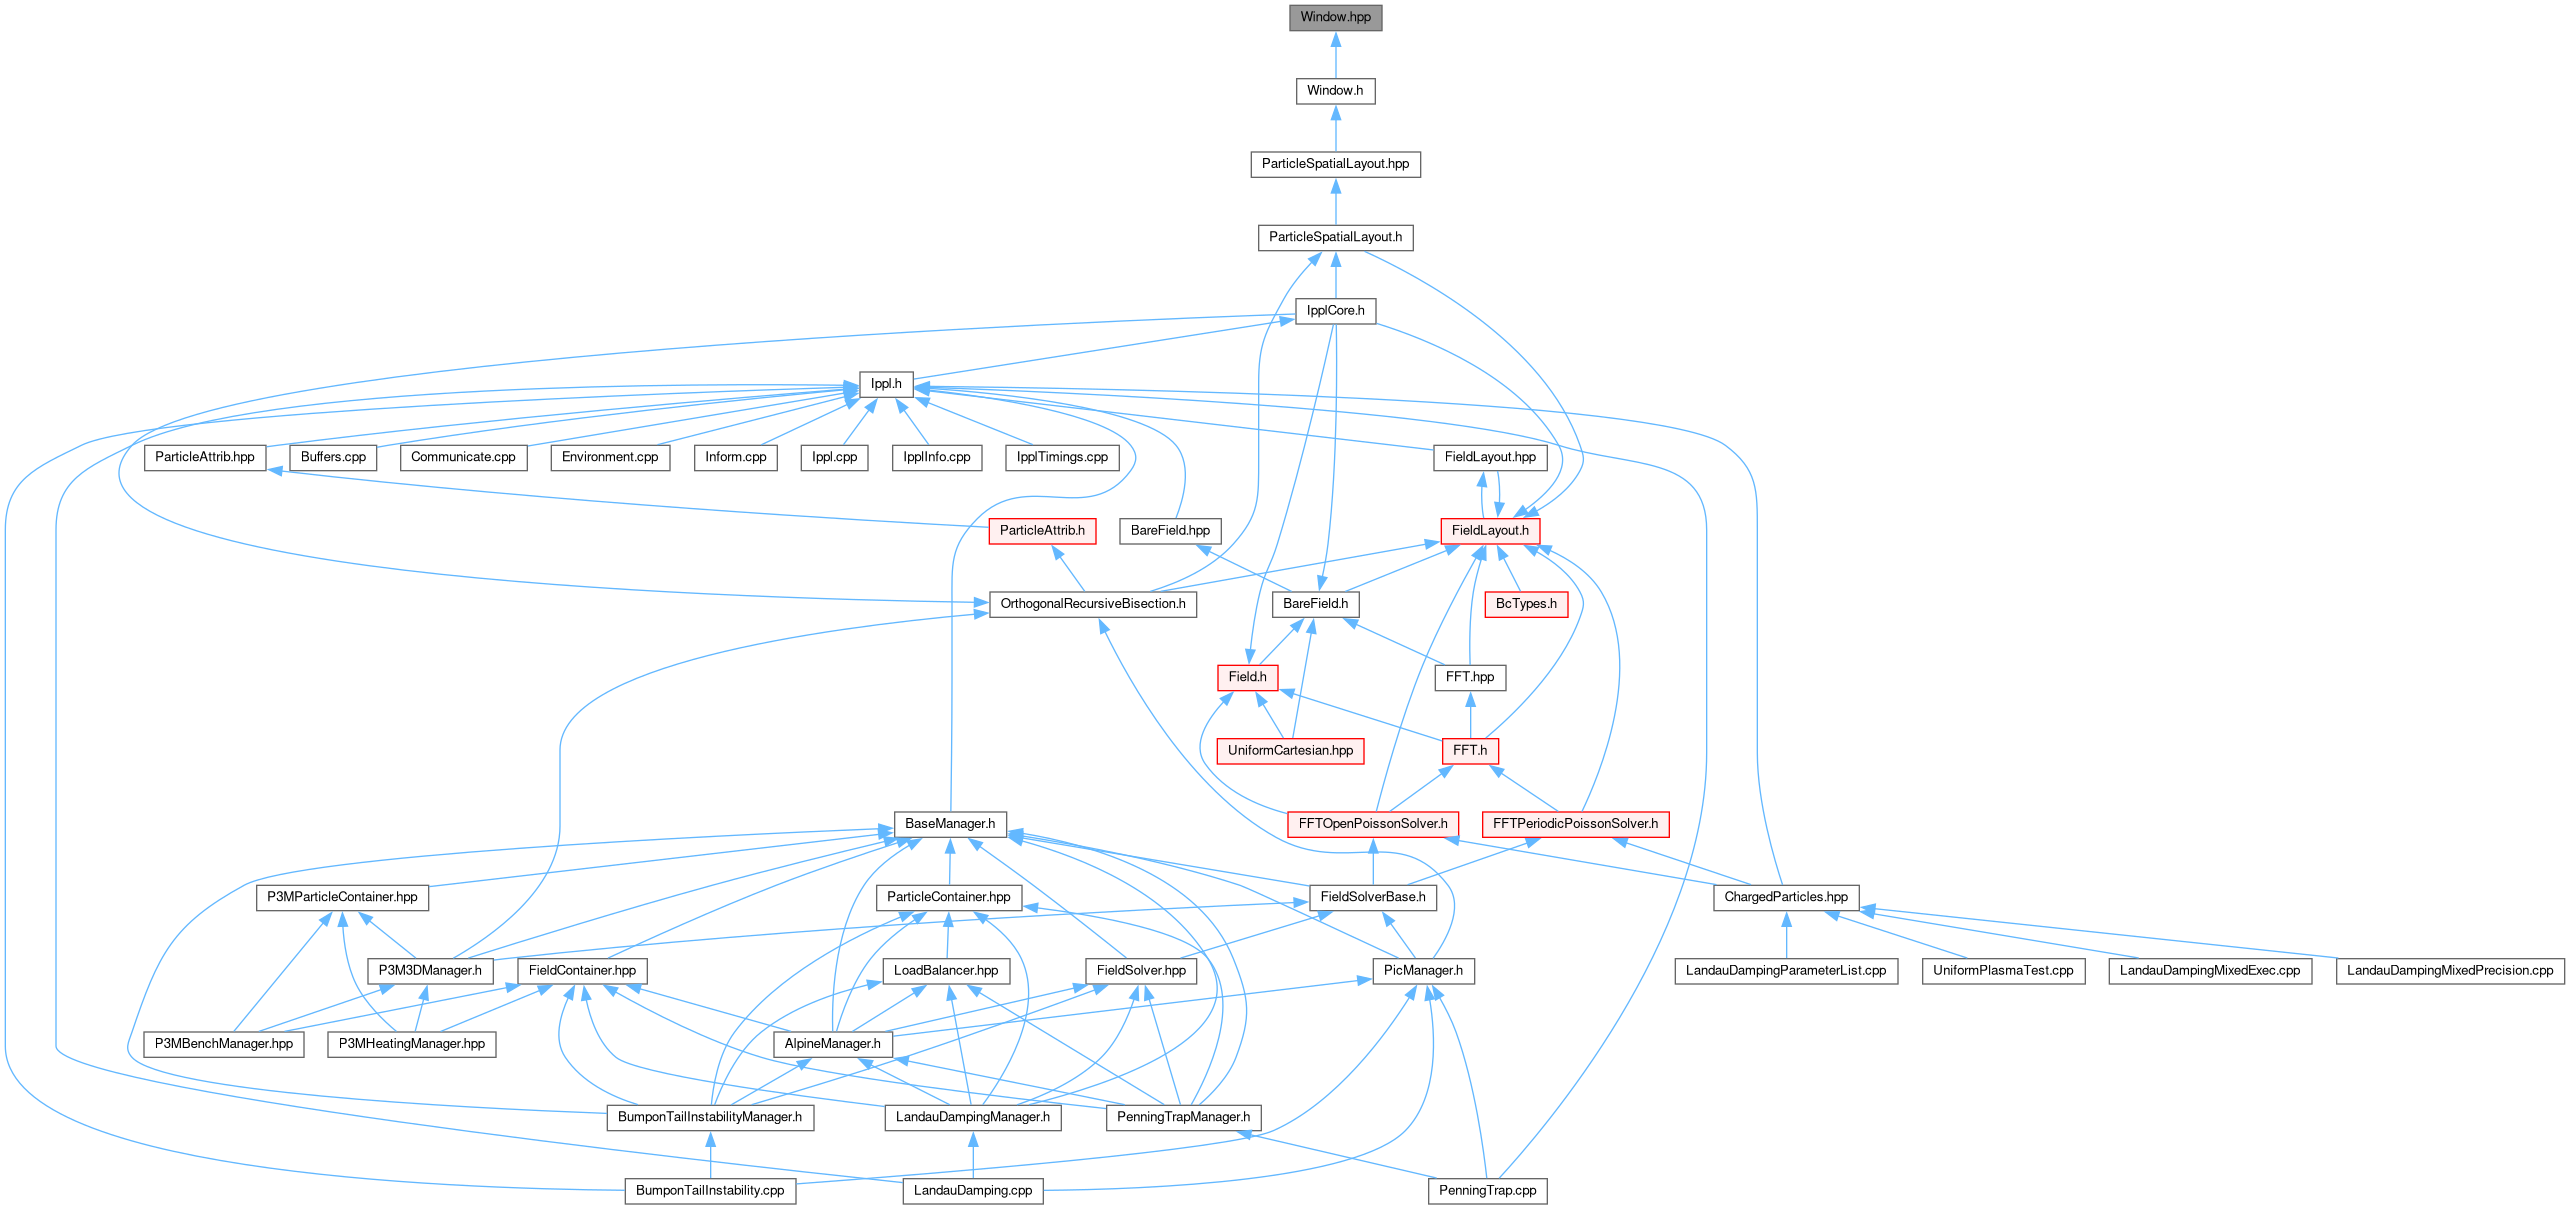 Window.hpp
Window.h
ParticleSpatialLayout.hpp
ParticleSpatialLayout.h
IpplCore.h
Ippl.h
ParticleAttrib.hpp
Buffers.cpp
Communicate.cpp
Environment.cpp
Inform.cpp
Ippl.cpp
IpplInfo.cpp
IpplTimings.cpp
FieldLayout.hpp
ParticleAttrib.h
BareField.hpp
FieldLayout.h
OrthogonalRecursiveBisection.h
BareField.h
BcTypes.h
Field.h
FFT.hpp
UniformCartesian.hpp
FFT.h
BaseManager.h
FFTOpenPoissonSolver.h
FFTPeriodicPoissonSolver.h
P3MParticleContainer.hpp
ParticleContainer.hpp
FieldSolverBase.h
ChargedParticles.hpp
P3M3DManager.h
FieldContainer.hpp
LoadBalancer.hpp
FieldSolver.hpp
PicManager.h
LandauDampingParameterList.cpp
UniformPlasmaTest.cpp
LandauDampingMixedExec.cpp
LandauDampingMixedPrecision.cpp
P3MBenchManager.hpp
P3MHeatingManager.hpp
AlpineManager.h
BumponTailInstabilityManager.h
LandauDampingManager.h
PenningTrapManager.h
BumponTailInstability.cpp
LandauDamping.cpp
PenningTrap.cpp